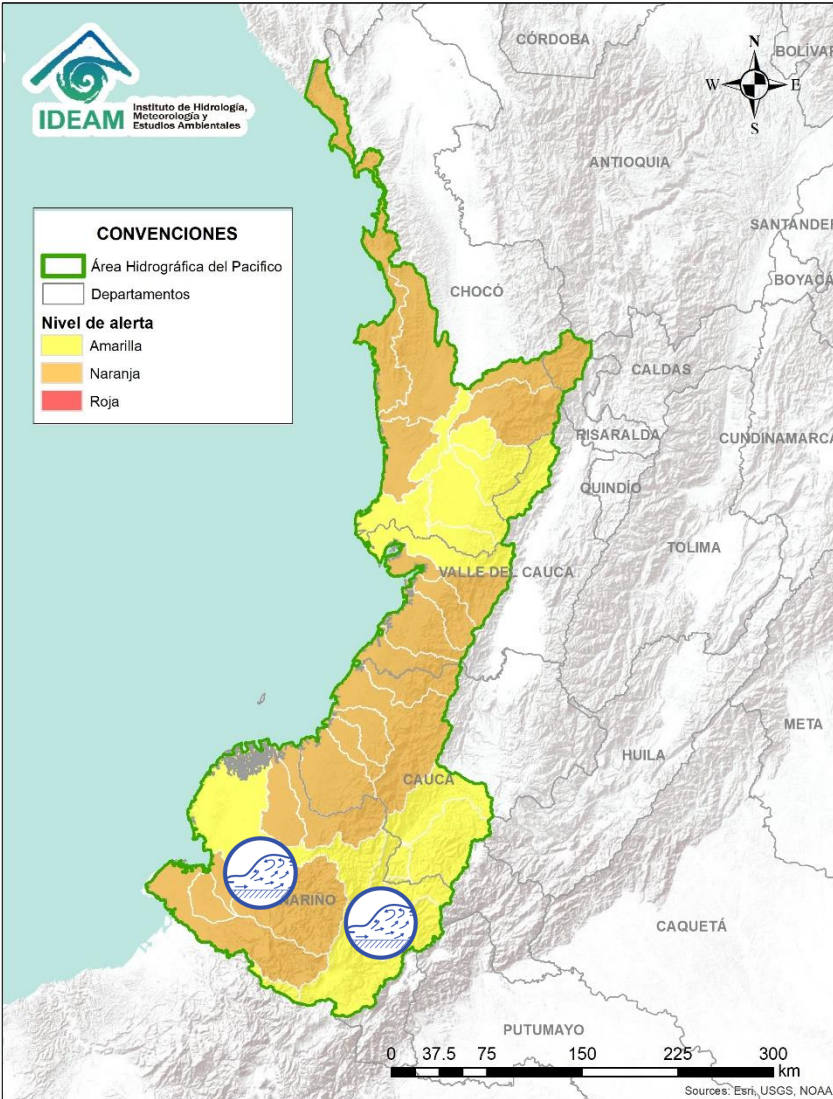 IDEAM
Instituto de Hidrología,
Meteorología y
Estudios Ambientales
N
W
E
S
CÓRDOBA
BOLÍVAR
ANTIOQUIA
SANTANDER
BOYACÁ
CHOCÓ
CALDAS
RISARALDA
CUNDINAMARCA
QUINDÍO
TOLIMA
VALLE DEL CAUCA
META
HUILA
CAUCA
NARIÑO
CAQUETÁ
PUTUMAYO
CONVENCIONES
Área Hidrográfica del Pacifico
Departamentos
Nivel de alerta
Amarilla
Naranja
Roja
0 37.5 75 150 225 300
km
Sources: Esri, USGS, NOAA